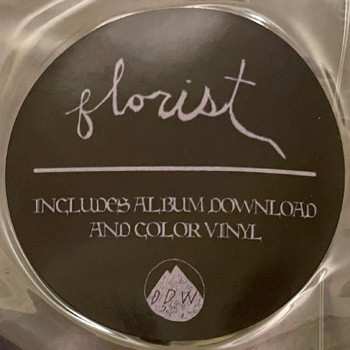 florist
INCLUDES ALBUM DOWNLOAD
AND COLOR VINYL
DDW